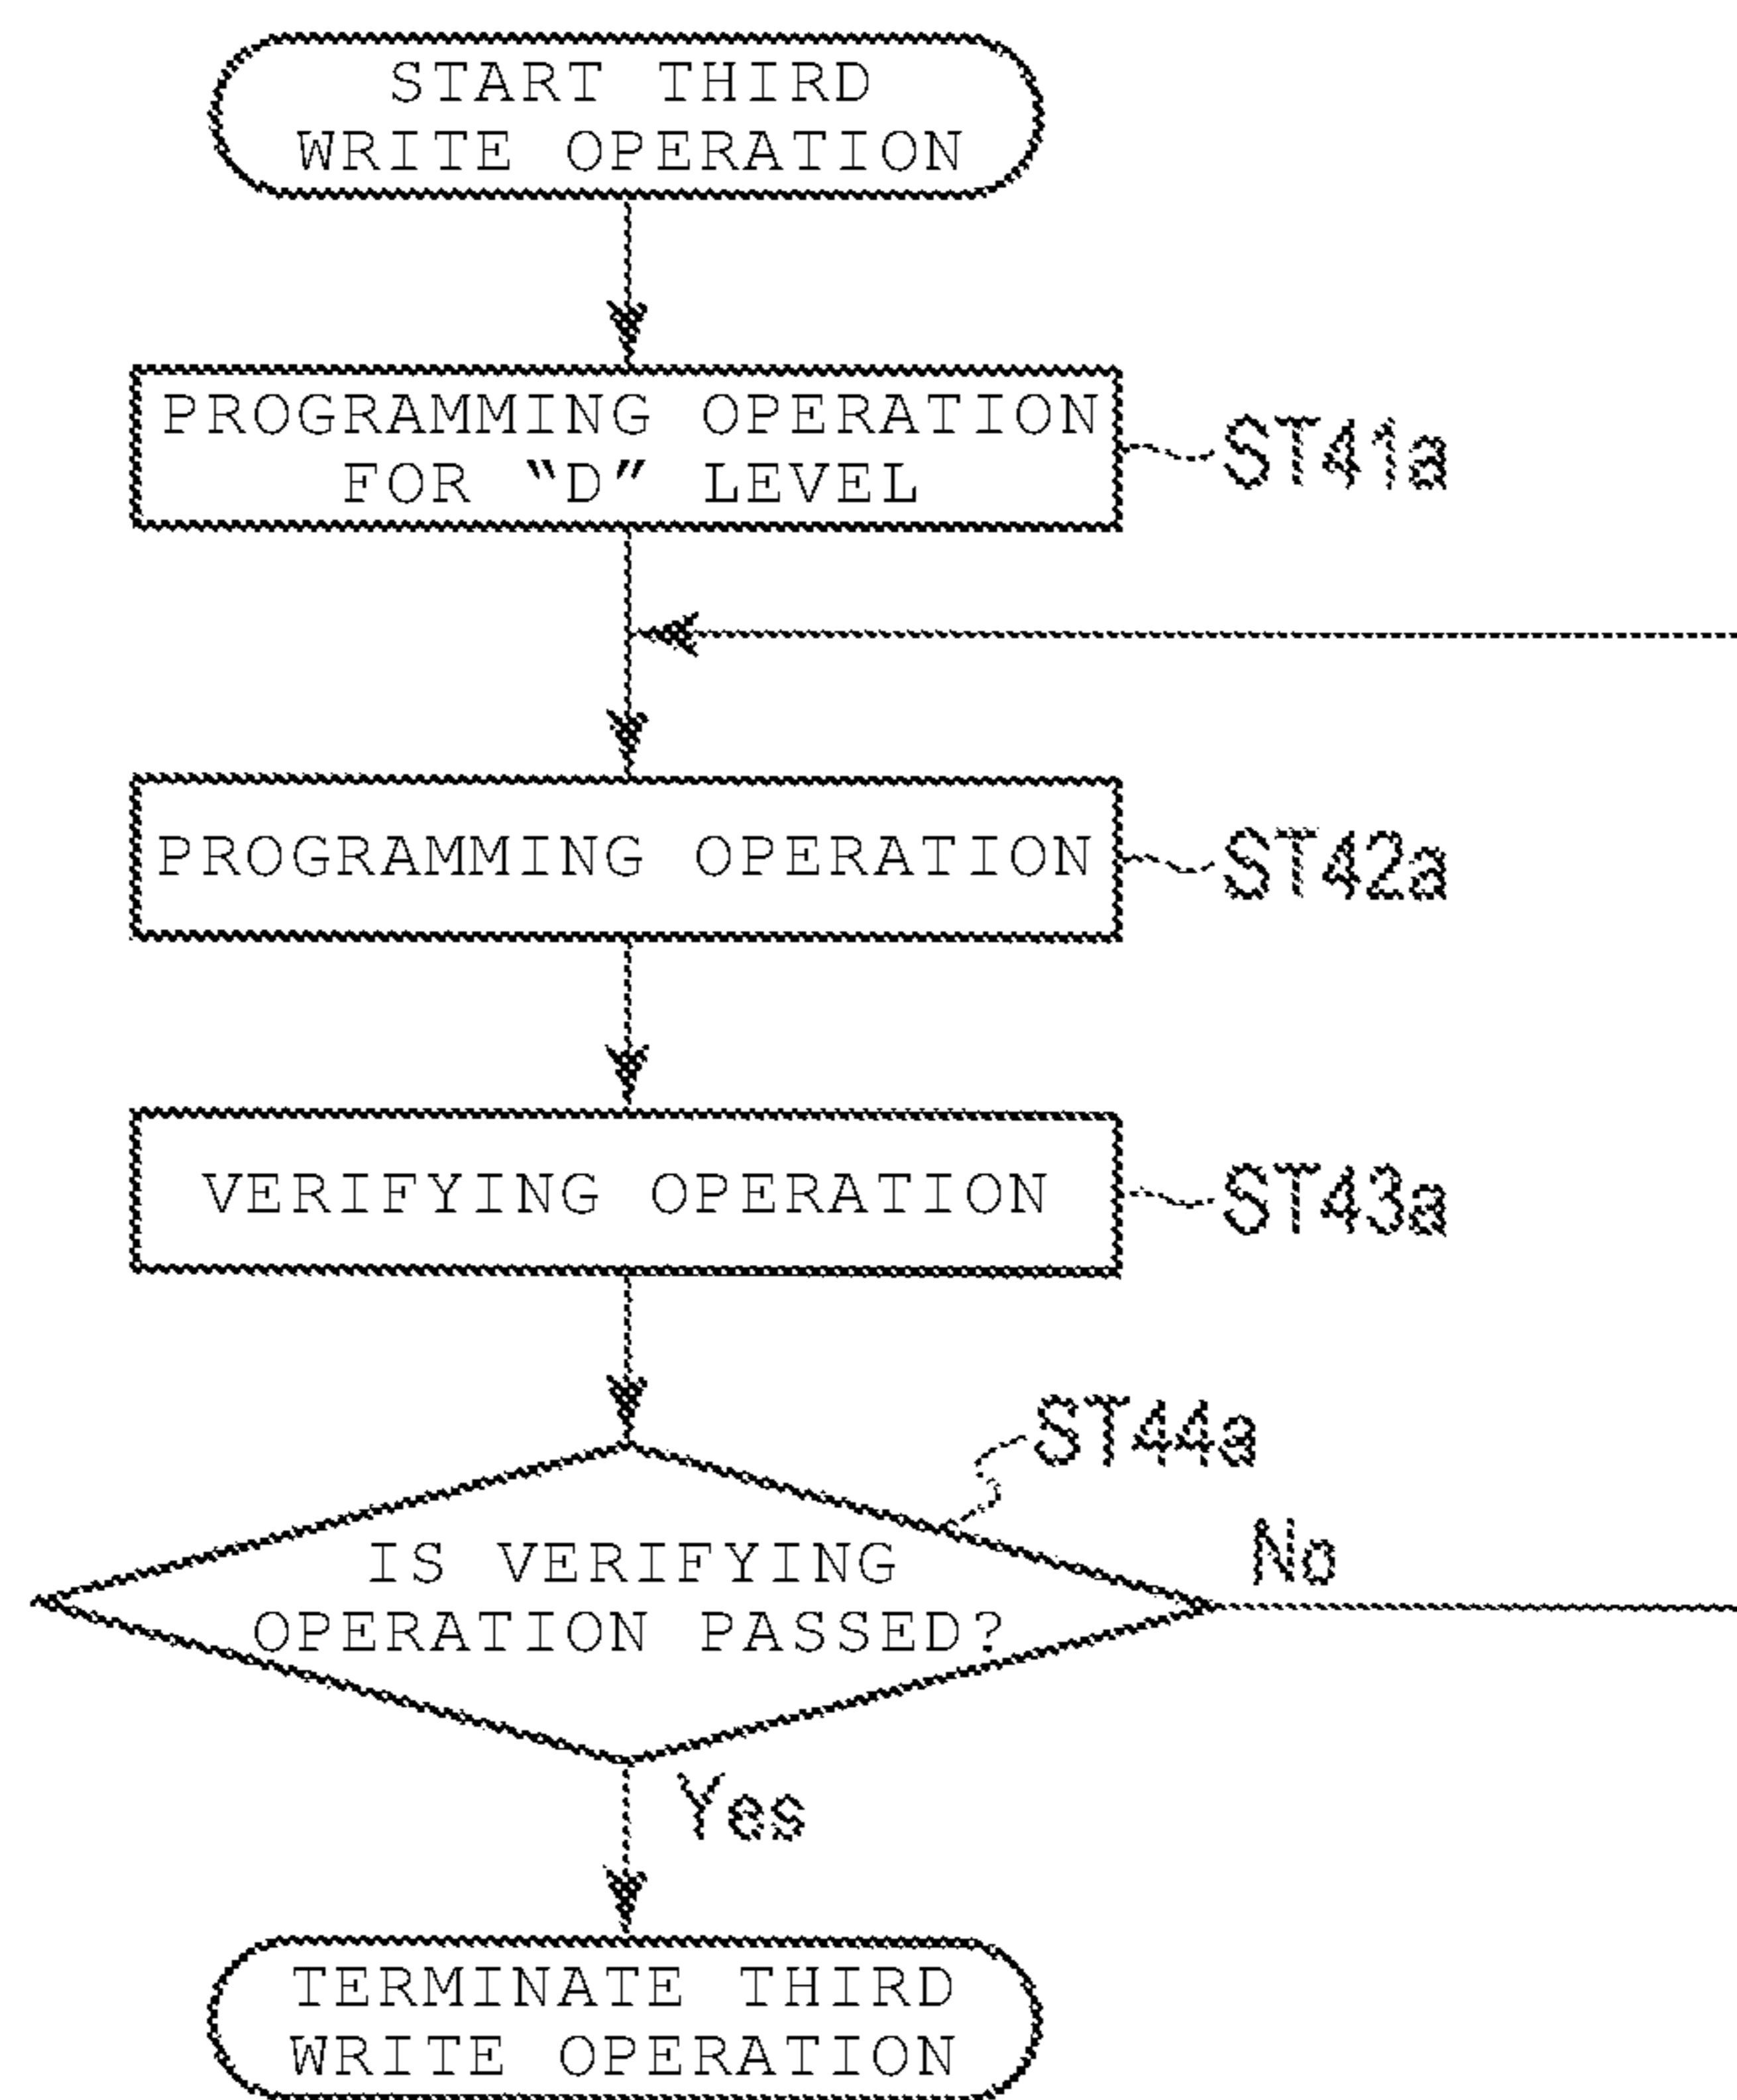 START THIRD
WRITE OPERATION
PROGRAMMING OPERATION
FOR “D” LEVEL
ST41a
PROGRAMMING OPERATION
ST42a
VERIFYING OPERATION
ST43a
ST44a
IS VERIFYING
OPERATION PASSED?
No
Yes
TERMINATE THIRD
WRITE OPERATION